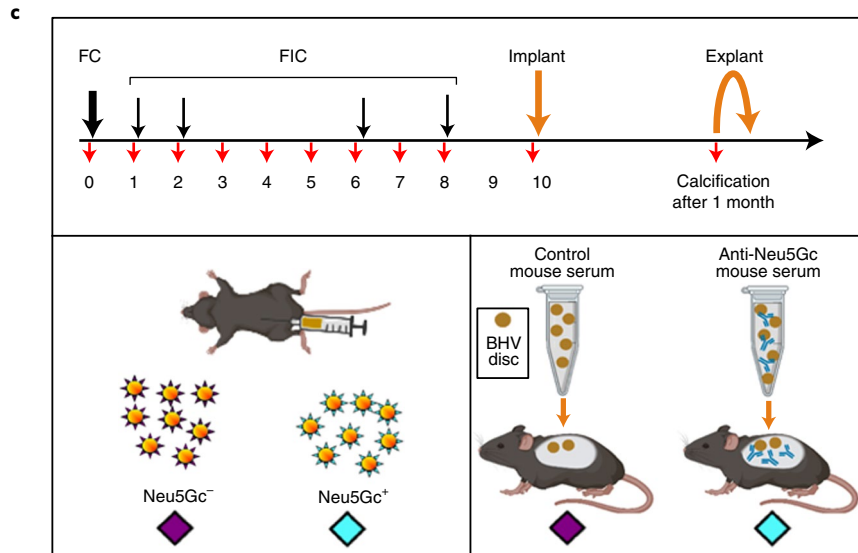 c
FC
FIC
Implant
Explant
0 1 2 3 4 5 6 7 8 9 10
Calcification
after 1 month
Neu5Gc⁻
Neu5Gc⁺
Control
mouse serum
Anti-Neu5Gc
mouse serum
BHV
disc